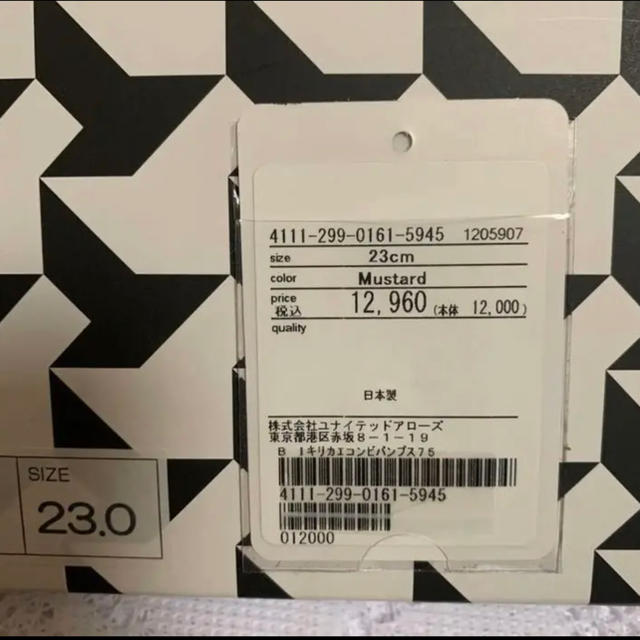 4111-299-0161-5945 1205907
size 23cm
color Mustard
price 税込 12,960 (本体 12,000)
quality
日本製
株式会社ユナイテッドアローズ
東京都港区赤坂8-1-19
B Iキリカエコンビパンプス75
4111-299-0161-5945
012000
SIZE
23.0